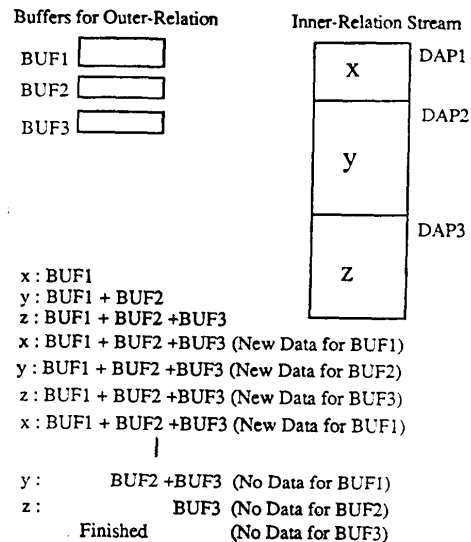 Buffers for Outer-Relation
Inner-Relation Stream
BUF1
BUF2
BUF3
DAP1
x
DAP2
y
DAP3
z
x : BUF1
y : BUF1 + BUF2
z : BUF1 + BUF2 +BUF3
x : BUF1 + BUF2 +BUF3 (New Data for BUF1)
y : BUF1 + BUF2 +BUF3 (New Data for BUF2)
z : BUF1 + BUF2 +BUF3 (New Data for BUF3)
x : BUF1 + BUF2 +BUF3 (New Data for BUF1)
y : BUF2 +BUF3 (No Data for BUF1)
z : BUF3 (No Data for BUF2)
Finished (No Data for BUF3)